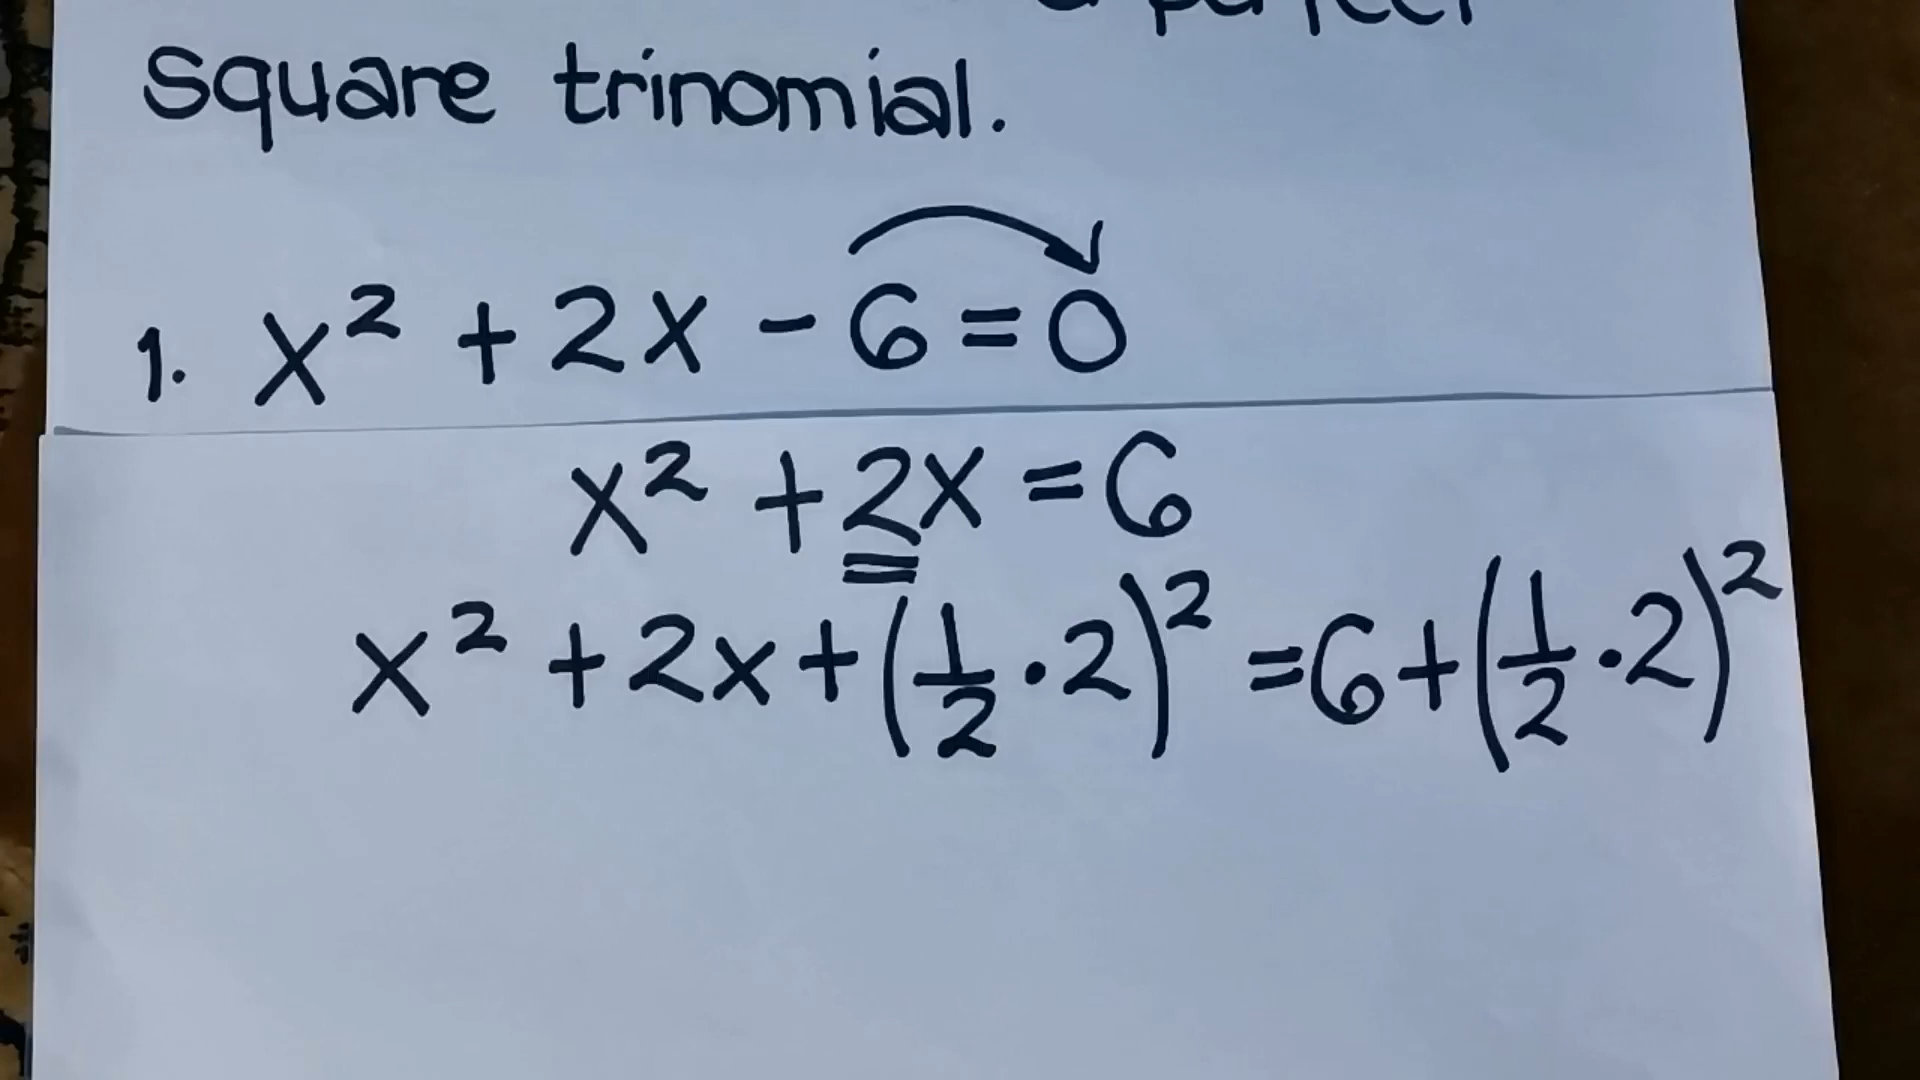 square trinomial.
1. x² + 2x - 6 = 0
x² + 2x = 6
x² + 2x + (1/2 · 2)² = 6 + (1/2 · 2)²